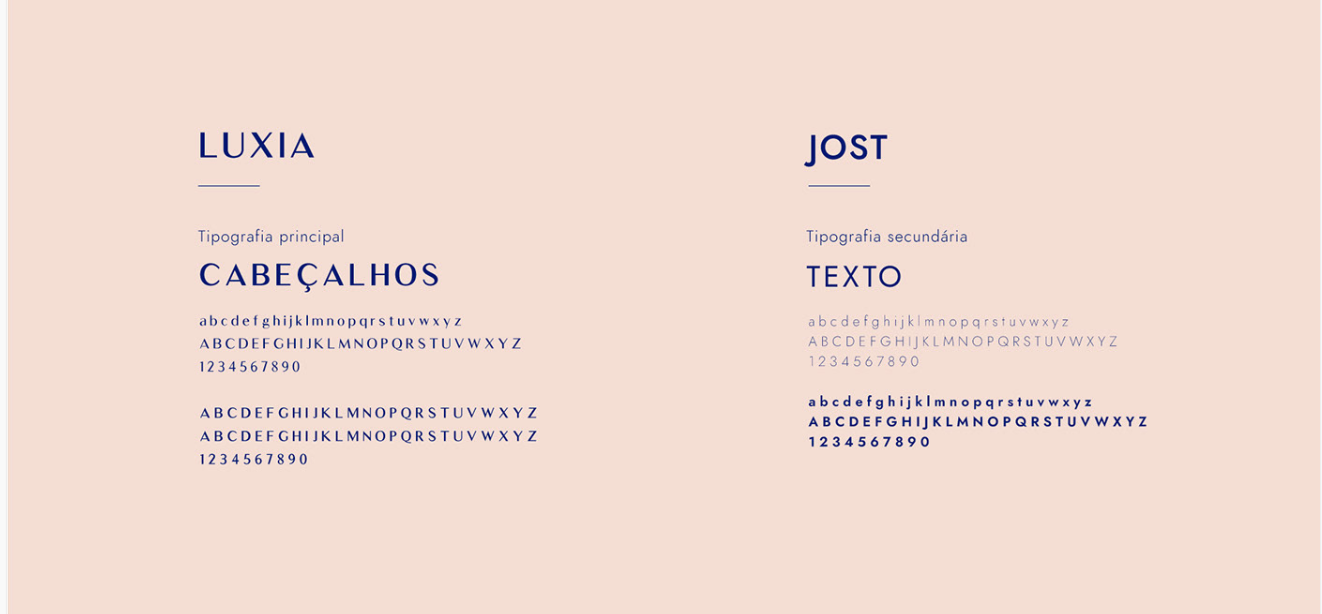 LUXIA
Tipografia principal
CABEÇALHOS
abcdefghijklmnopqrstuvwxyz
ABCDEFGHIJKLMNOPQRSTUVWXYZ
1234567890
ABCDEFGHIJKLMNOPQRSTUVWXYZ
ABCDEFGHIJKLMNOPQRSTUVWXYZ
1234567890
JOST
Tipografia secundária
TEXTO
abcdefghijklmnopqrstuvwxyz
ABCDEFGHIJKLMNOPQRSTUVWXYZ
1234567890
abcdefghijklmnopqrstuvwxyz
ABCDEFGHIJKLMNOPQRSTUVWXYZ
1234567890